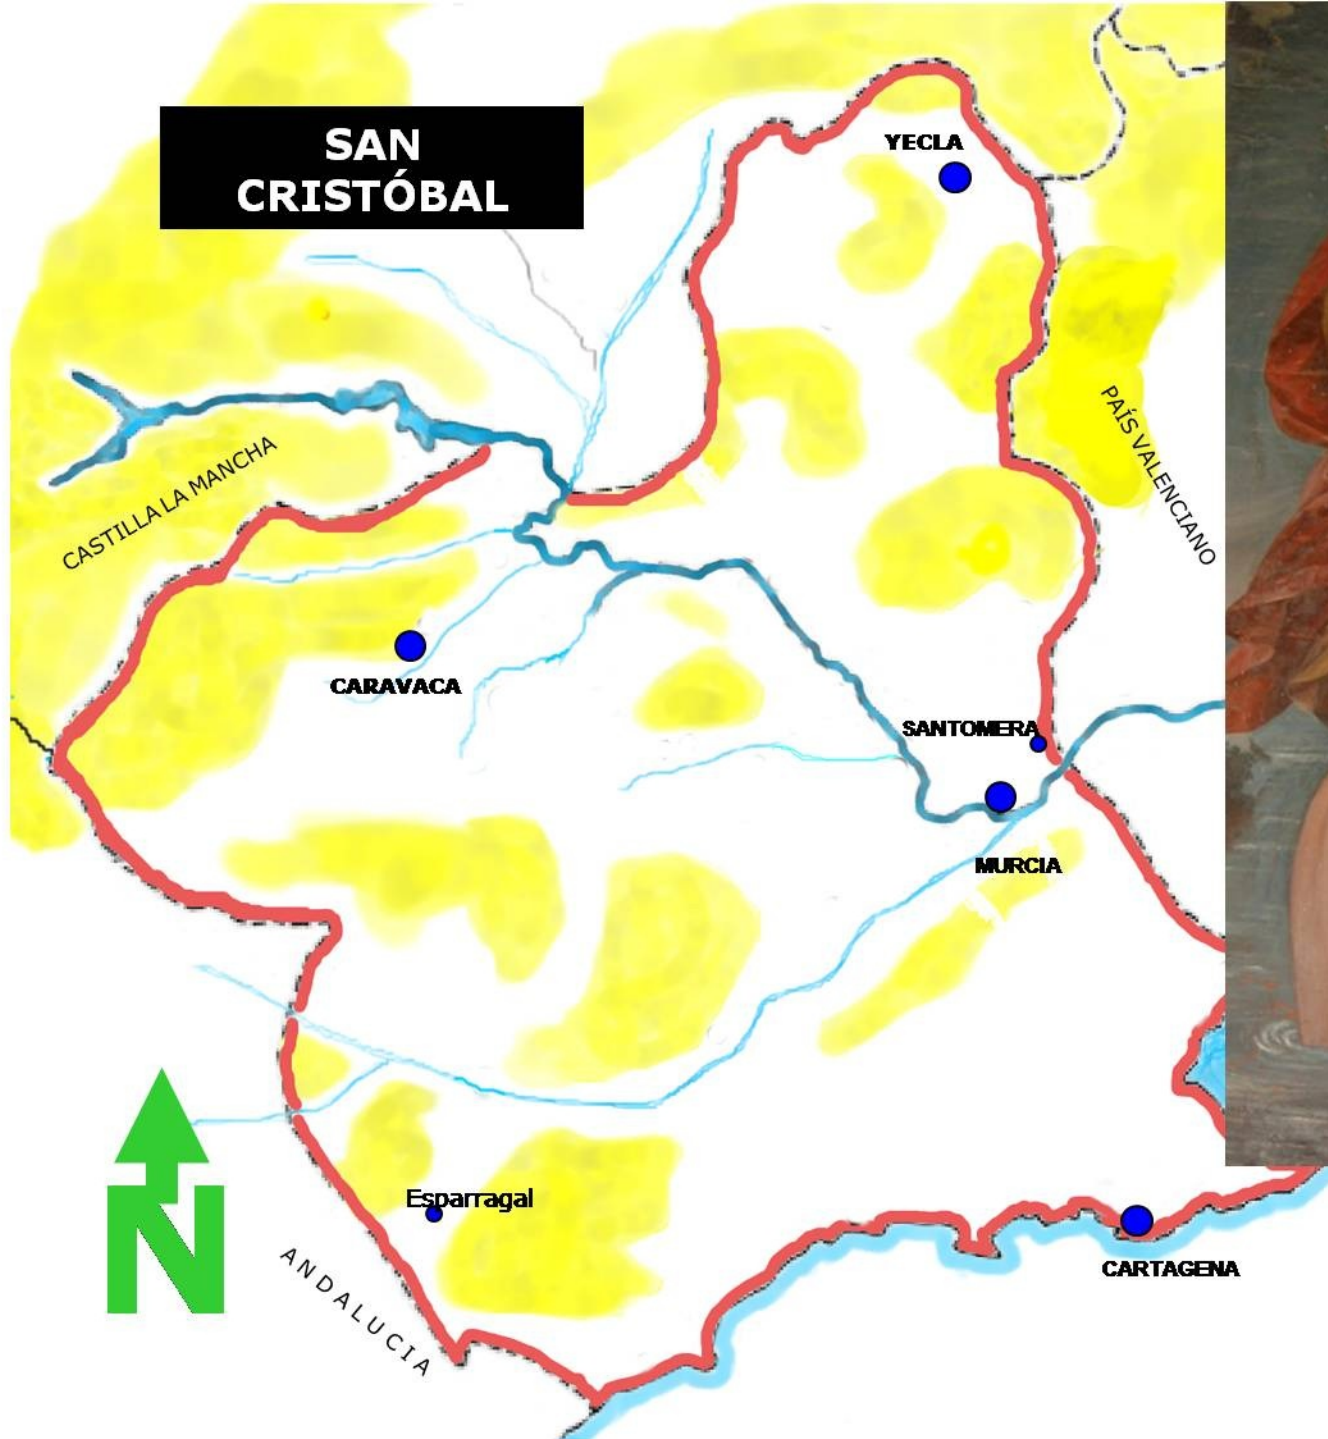 SAN
CRISTÓBAL
YECLA
PAÍS VALENCIANO
CASTILLA LA MANCHA
CARAVACA
SANTOMERA
MURCIA
N
Esparragal
ANDALUCIA
CARTAGENA